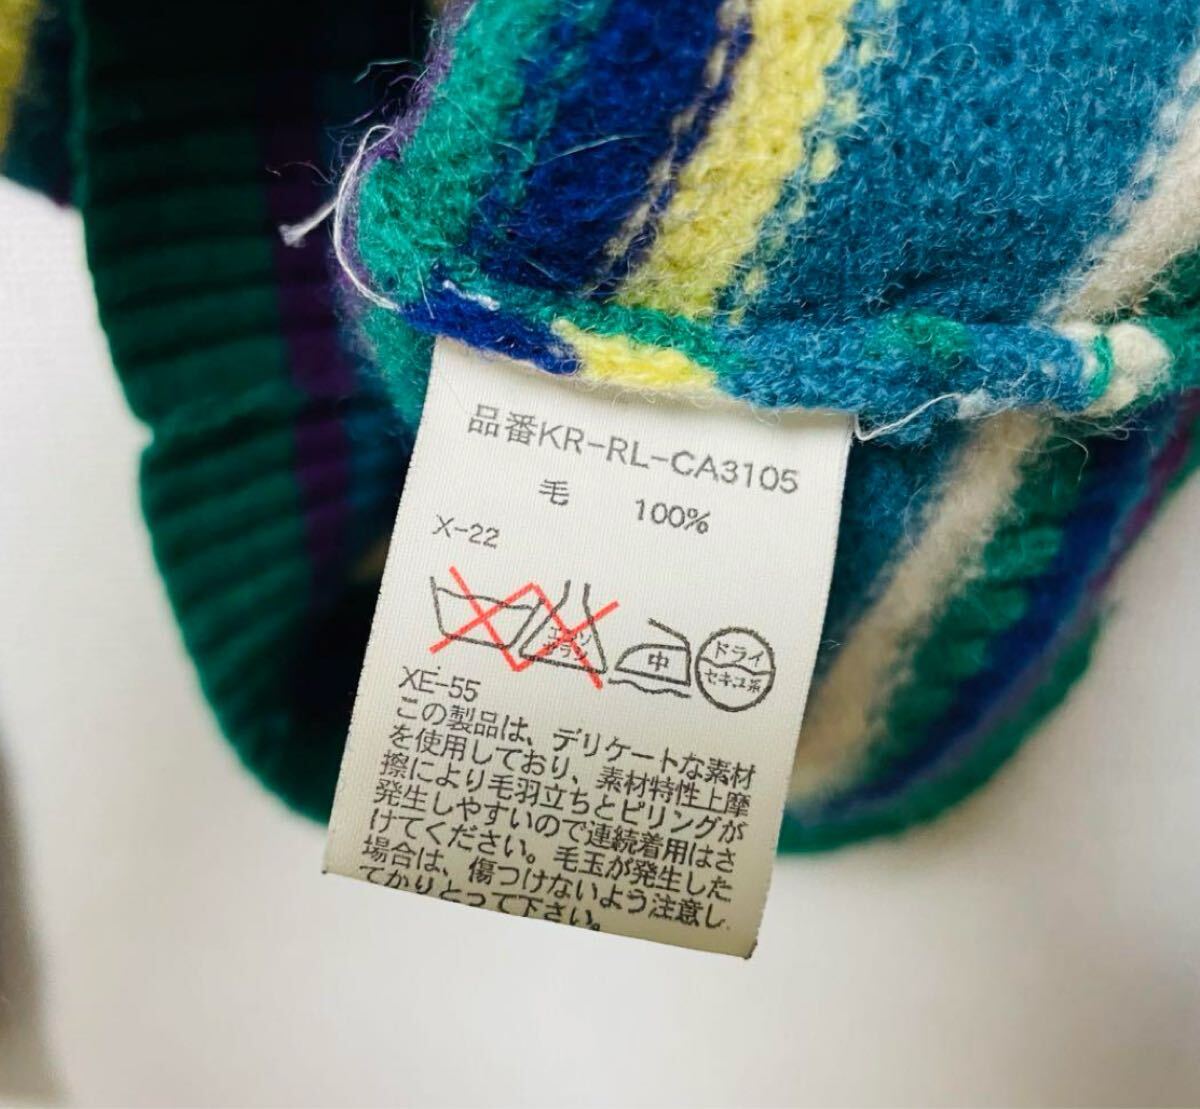 品番KR-RL-CA3105
毛 100%
X-22
エンソ
サラシ
中
ドライ
セキユ系
XE-55
この製品は、デリケートな素材
を使用しており、素材特性上摩
擦により毛羽立ちとピリングが
発生しやすいので連続着用はさ
けてください。毛玉が発生した
場合は、傷つけないよう注意し
てかりとって下さい。